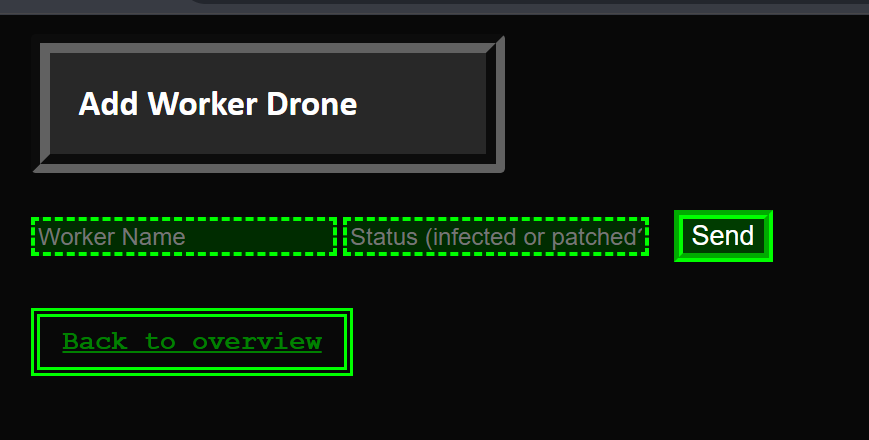 Add Worker Drone
Worker Name
Status (infected or patched?
Send
Back to overview